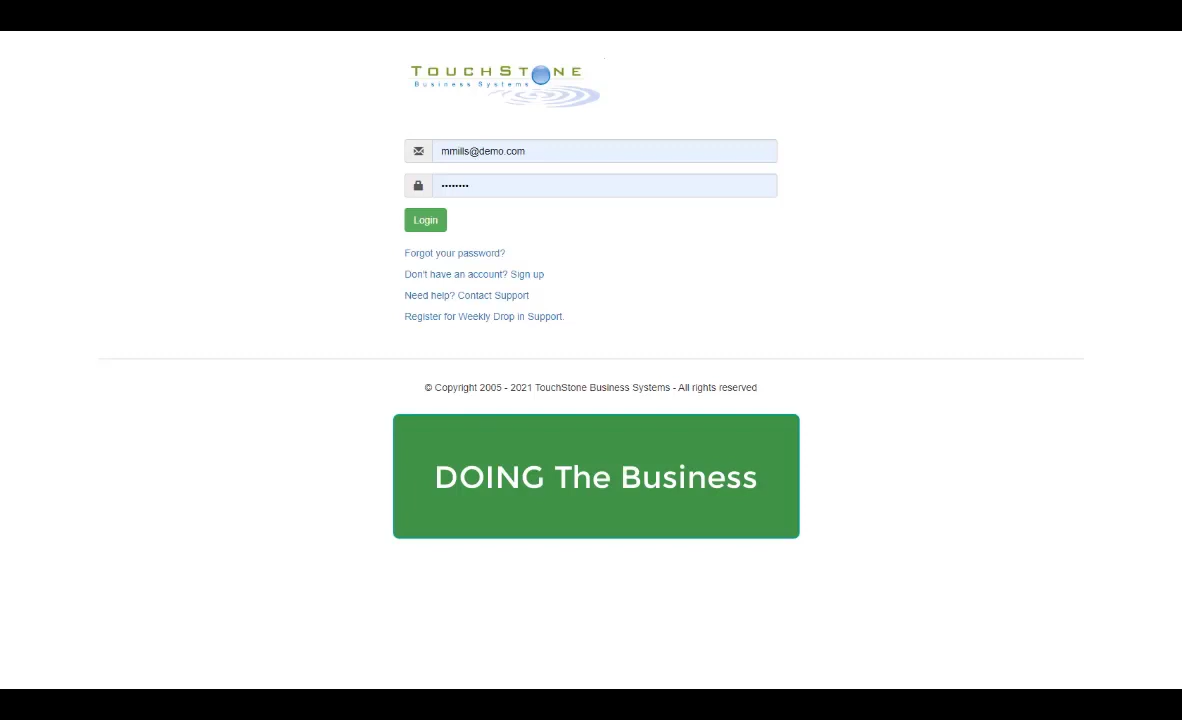 TOUCHSTONE
Business Systems
mmills@demo.com
••••••••
Login
Forgot your password?
Don't have an account? Sign up
Need help? Contact Support
Register for Weekly Drop in Support.
© Copyright 2005 - 2021 TouchStone Business Systems - All rights reserved
DOING The Business